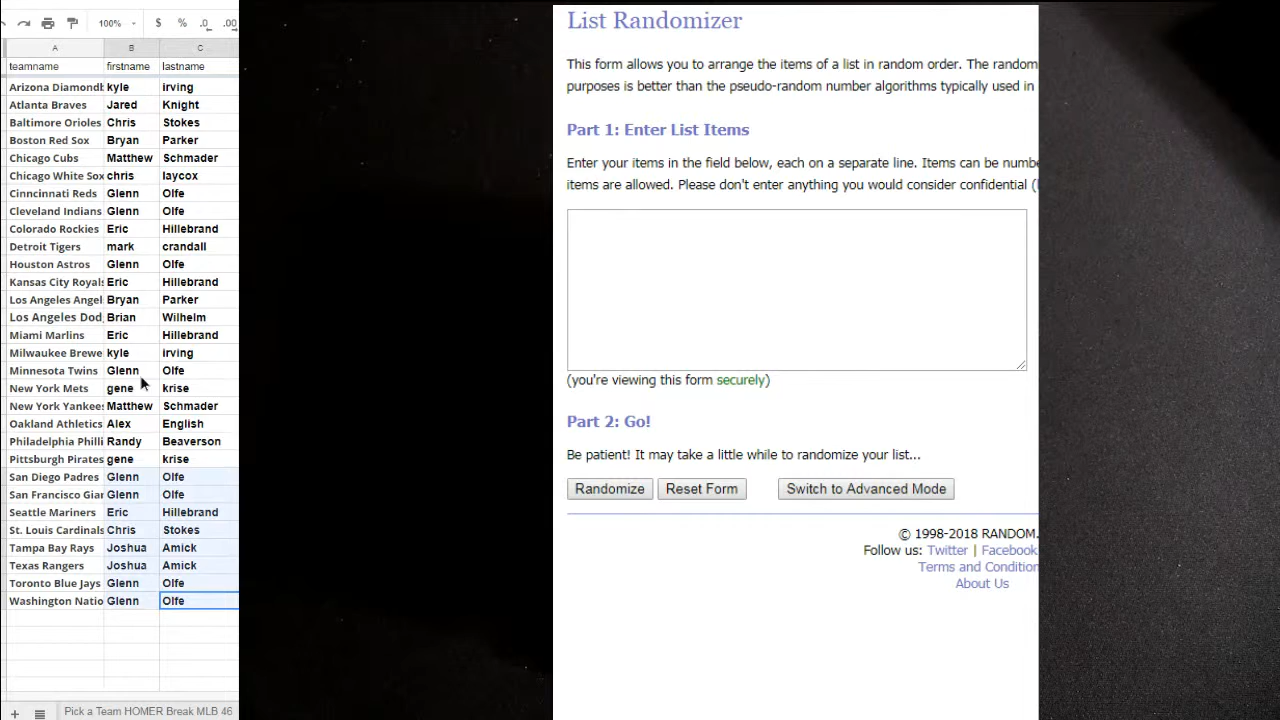 100%
$ % .0 .00
A B C
teamname firstname lastname
Arizona Diamondb kyle irving
Atlanta Braves Jared Knight
Baltimore Orioles Chris Stokes
Boston Red Sox Bryan Parker
Chicago Cubs Matthew Schmader
Chicago White Sox chris laycox
Cinncinnati Reds Glenn Olfe
Cleveland Indians Glenn Olfe
Colorado Rockies Eric Hillebrand
Detroit Tigers mark crandall
Houston Astros Glenn Olfe
Kansas City Royals Eric Hillebrand
Los Angeles Angel Bryan Parker
Los Angeles Dod Brian Wilhelm
Miami Marlins Eric Hillebrand
Milwaukee Brewe kyle irving
Minnesota Twins Glenn Olfe
New York Mets gene krise
New York Yankees Matthew Schmader
Oakland Athletics Alex English
Philadelphia Philli Randy Beaverson
Pittsburgh Pirates gene krise
San Diego Padres Glenn Olfe
San Francisco Gian Glenn Olfe
Seattle Mariners Eric Hillebrand
St. Louis Cardinals Chris Stokes
Tampa Bay Rays Joshua Amick
Texas Rangers Joshua Amick
Toronto Blue Jays Glenn Olfe
Washington Natio Glenn Olfe
Pick a Team HOMER Break MLB 46
List Randomizer
This form allows you to arrange the items of a list in random order. The random
purposes is better than the pseudo-random number algorithms typically used in
Part 1: Enter List Items
Enter your items in the field below, each on a separate line. Items can be numbe
items are allowed. Please don't enter anything you would consider confidential (
(you're viewing this form securely)
Part 2: Go!
Be patient! It may take a little while to randomize your list...
Randomize Reset Form Switch to Advanced Mode
© 1998-2018 RANDOM.
Follow us: Twitter | Facebook
Terms and Condition
About Us